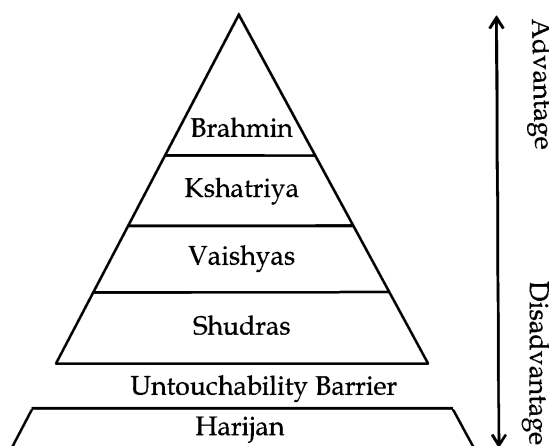 Brahmin
Kshatriya
Vaishyas
Shudras
Untouchability Barrier
Harijan
Advantage
Disadvantage